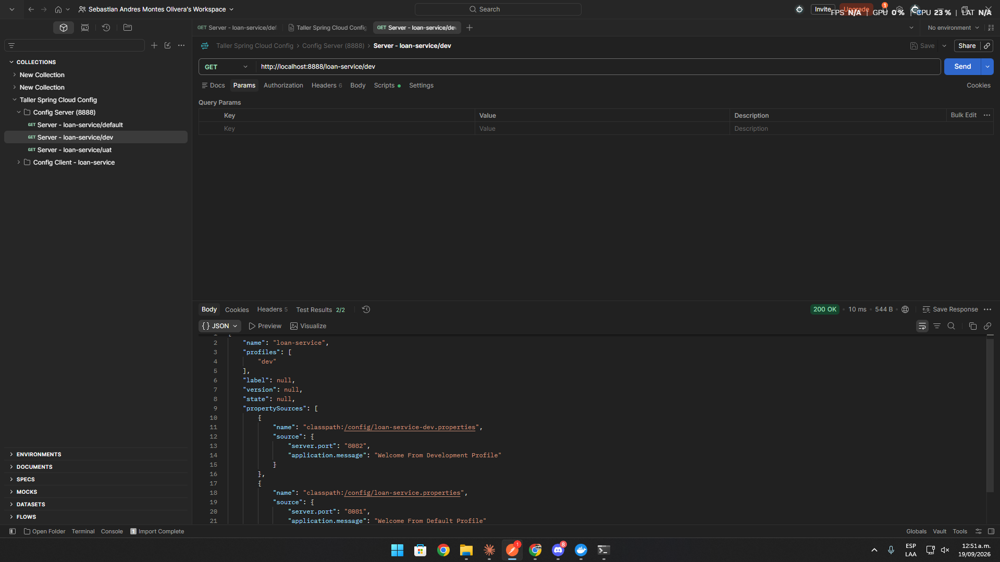 Sebastian Andres Montes Olivera's Workspace
Search
Invite
Upgrade
1
FPS N/A | GPU 0 % | CPU 23 % | LAT N/A
GET Server - loan-service/def
Taller Spring Cloud Config
GET Server - loan-service/dev
No environment
HTTP
Taller Spring Cloud Config > Config Server (8888) > Server - loan-service/dev
Save
Share
COLLECTIONS
New Collection
New Collection
Taller Spring Cloud Config
Config Server (8888)
GET Server - loan-service/default
GET Server - loan-service/dev
GET Server - loan-service/uat
Config Client - loan-service
ENVIRONMENTS
DOCUMENTS
SPECS
MOCKS
DATASETS
FLOWS
GET
http://localhost:8888/loan-service/dev
Send
Docs Params Authorization Headers 6 Body Scripts Settings
Cookies
Query Params
Key Value Description Bulk Edit
Key Value Description
Body Cookies Headers 5 Test Results 2/2
200 OK • 10 ms • 544 B
e.g. Save Response
{} JSON
Preview
Visualize
1 {
2 "name": "loan-service",
3 "profiles": [
4 "dev"
5 ],
6 "label": null,
7 "version": null,
8 "state": null,
9 "propertySources": [
10 {
11 "name": "classpath:/config/loan-service-dev.properties",
12 "source": {
13 "server.port": "8082",
14 "application.message": "Welcome From Development Profile"
15 }
16 },
17 {
18 "name": "classpath:/config/loan-service.properties",
19 "source": {
20 "server.port": "8081",
21 "application.message": "Welcome From Default Profile"
Open Folder Terminal Console 1 Import Complete
Globals Vault Tools
1
8
ESP
LAA
12:51 a. m.
19/09/2026